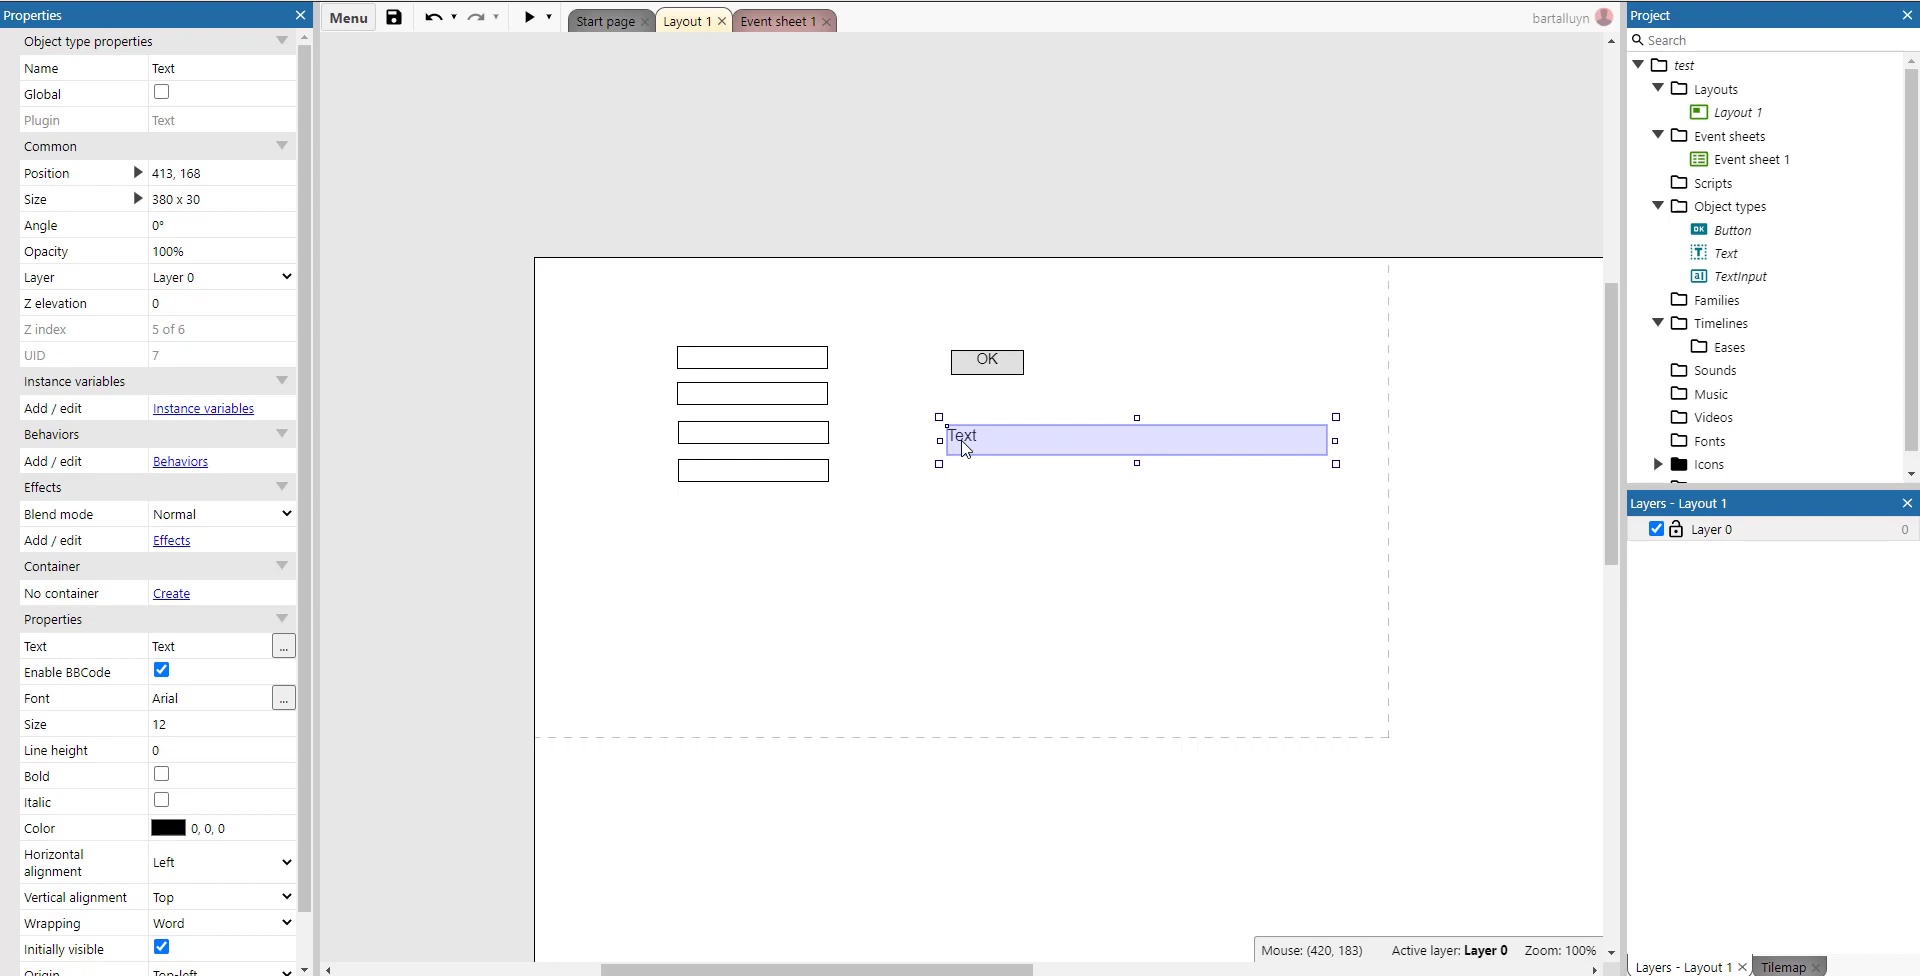 Properties
Object type properties
Name Text
Global
Plugin Text
Common
Position 413, 168
Size 380 x 30
Angle 0°
Opacity 100%
Layer Layer 0
Z elevation 0
Z index 5 of 6
UID 7
Instance variables
Add / edit Instance variables
Behaviors
Add / edit Behaviors
Effects
Blend mode Normal
Add / edit Effects
Container
No container Create
Properties
Text Text ...
Enable BBCode
Font Arial ...
Size 12
Line height 0
Bold
Italic
Color 0, 0, 0
Horizontal
alignment Left
Vertical alignment Top
Wrapping Word
Initially visible
Origin Top-left
Menu
Start page
Layout 1
Event sheet 1
bartalluyn
OK
Text
Mouse: (420, 183) Active layer: Layer 0 Zoom: 100%
Project
Search
test
Layouts
Layout 1
Event sheets
Event sheet 1
Scripts
Object types
OK Button
T Text
aI TextInput
Families
Timelines
Eases
Sounds
Music
Videos
Fonts
Icons
Layers - Layout 1
Layer 0 0
Layers - Layout 1
Tilemap